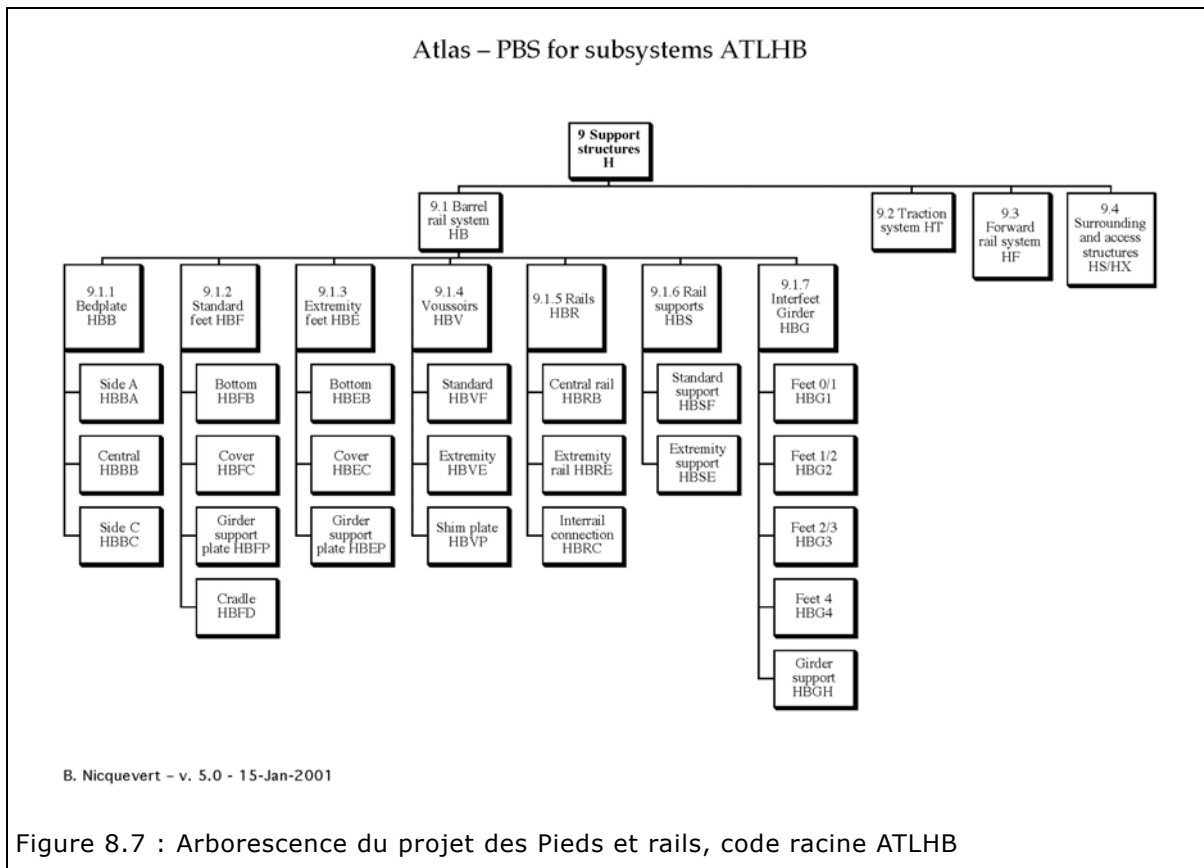 Atlas – PBS for subsystems ATLHB
9 Support
structures
H
9.1 Barrel
rail system
HB
9.2 Traction
system HT
9.3
Forward
rail system
HF
9.4
Surrounding
and access
structures
HS/HX
9.1.1
Bedplate
HBB
9.1.2
Standard
feet HBF
9.1.3
Extremity
feet HBE
9.1.4
Voussoirs
HBV
9.1.5 Rails
HBR
9.1.6 Rail
supports
HBS
9.1.7
Interfeet
Girder
HBG
Side A
HBBA
Bottom
HBFB
Bottom
HBEB
Standard
HBVF
Central rail
HBRB
Standard
support
HBSF
Feet 0/1
HBG1
Central
HBBB
Cover
HBFC
Cover
HBEC
Extremity
HBVE
Extremity
rail HBRE
Extremity
support
HBSE
Feet 1/2
HBG2
Side C
HBBC
Girder
support
plate HBFP
Girder
support
plate HBEP
Shim plate
HBVP
Interrail
connection
HBRC
Feet 2/3
HBG3
Cradle
HBFD
Feet 4
HBG4
Girder
support
HBGH
B. Nicquevert – v. 5.0 - 15-Jan-2001
Figure 8.7 : Arborescence du projet des Pieds et rails, code racine ATLHB